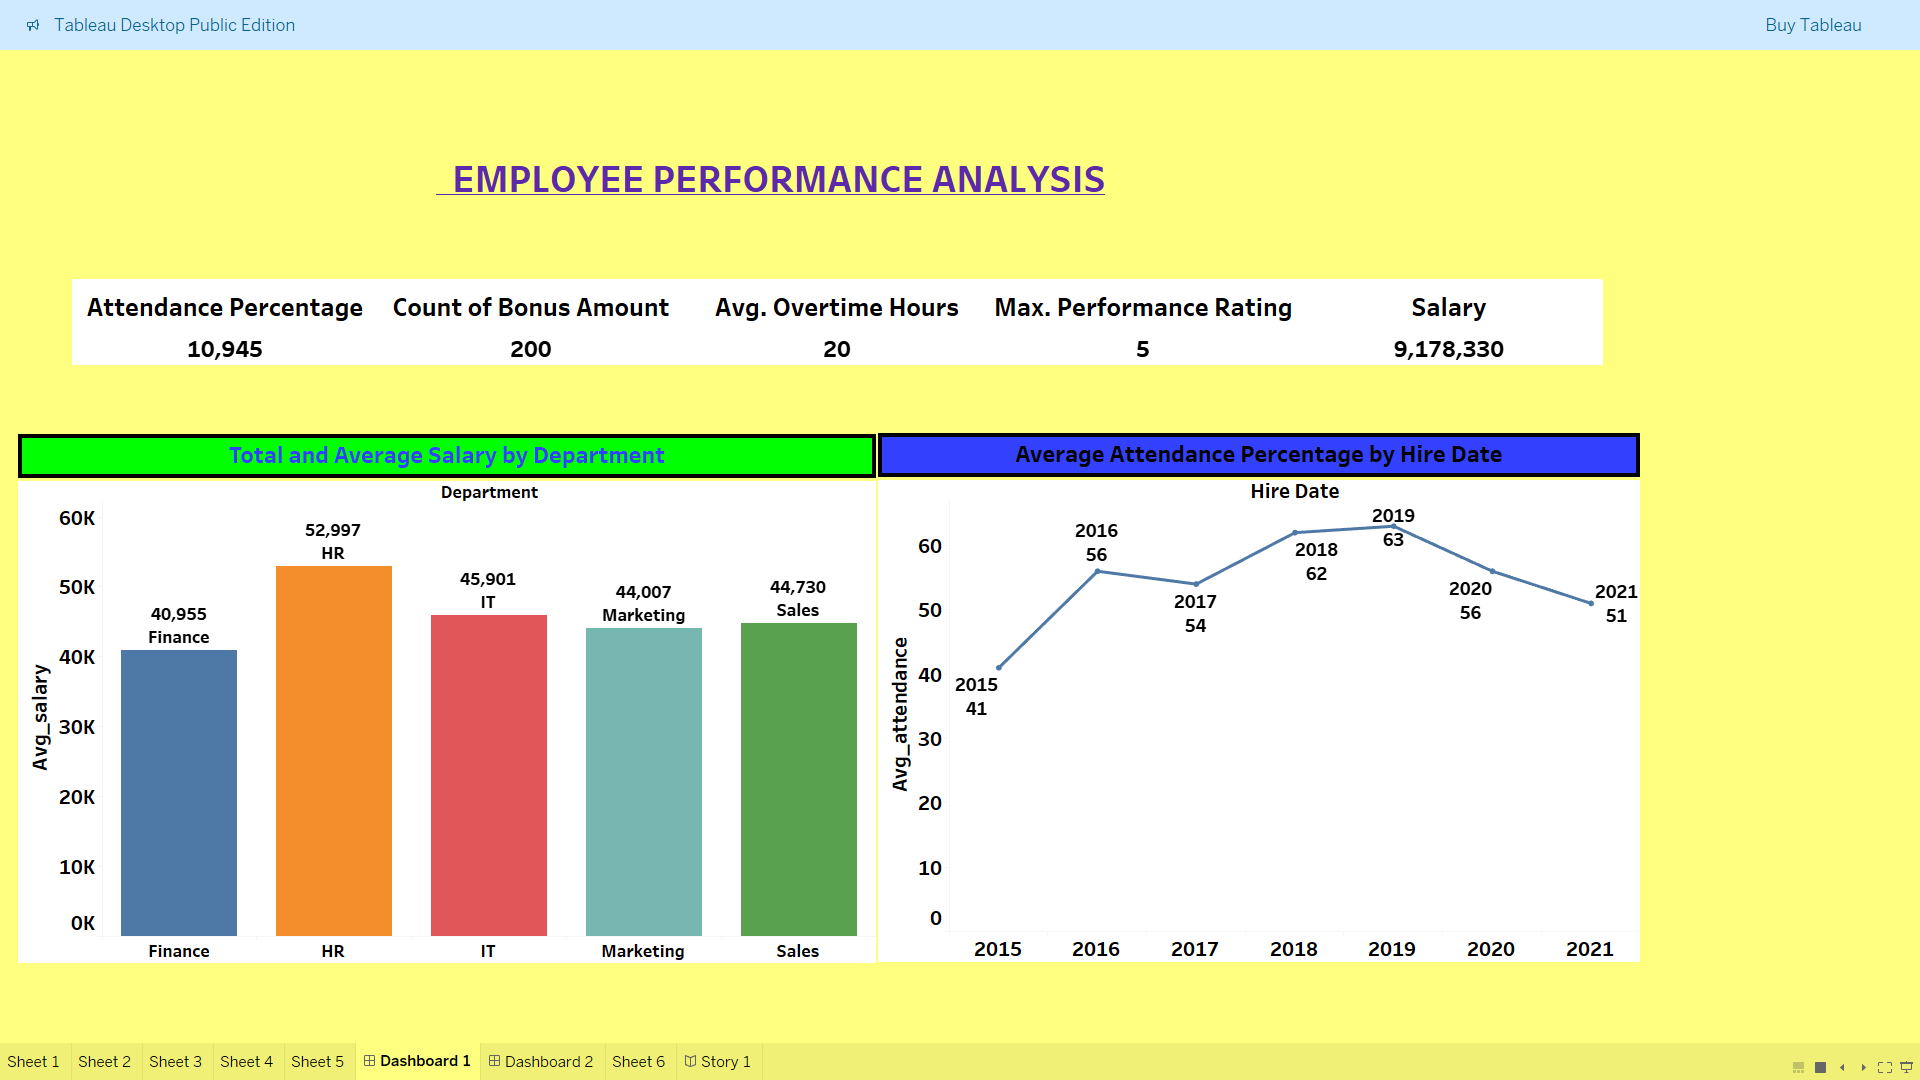 Tableau Desktop Public Edition
Buy Tableau
EMPLOYEE PERFORMANCE ANALYSIS
Attendance Percentage Count of Bonus Amount Avg. Overtime Hours Max. Performance Rating Salary
10,945 200 20 5 9,178,330
Total and Average Salary by Department
Department
Avg_salary
60K
50K
40K
30K
20K
10K
0K
40,955
Finance
52,997
HR
45,901
IT
44,007
Marketing
44,730
Sales
Finance HR IT Marketing Sales
Average Attendance Percentage by Hire Date
Hire Date
Avg_attendance
60
50
40
30
20
10
0
2015
41
2016
56
2017
54
2018
62
2019
63
2020
56
2021
51
2015 2016 2017 2018 2019 2020 2021
Sheet 1 Sheet 2 Sheet 3 Sheet 4 Sheet 5 Dashboard 1 Dashboard 2 Sheet 6 Story 1